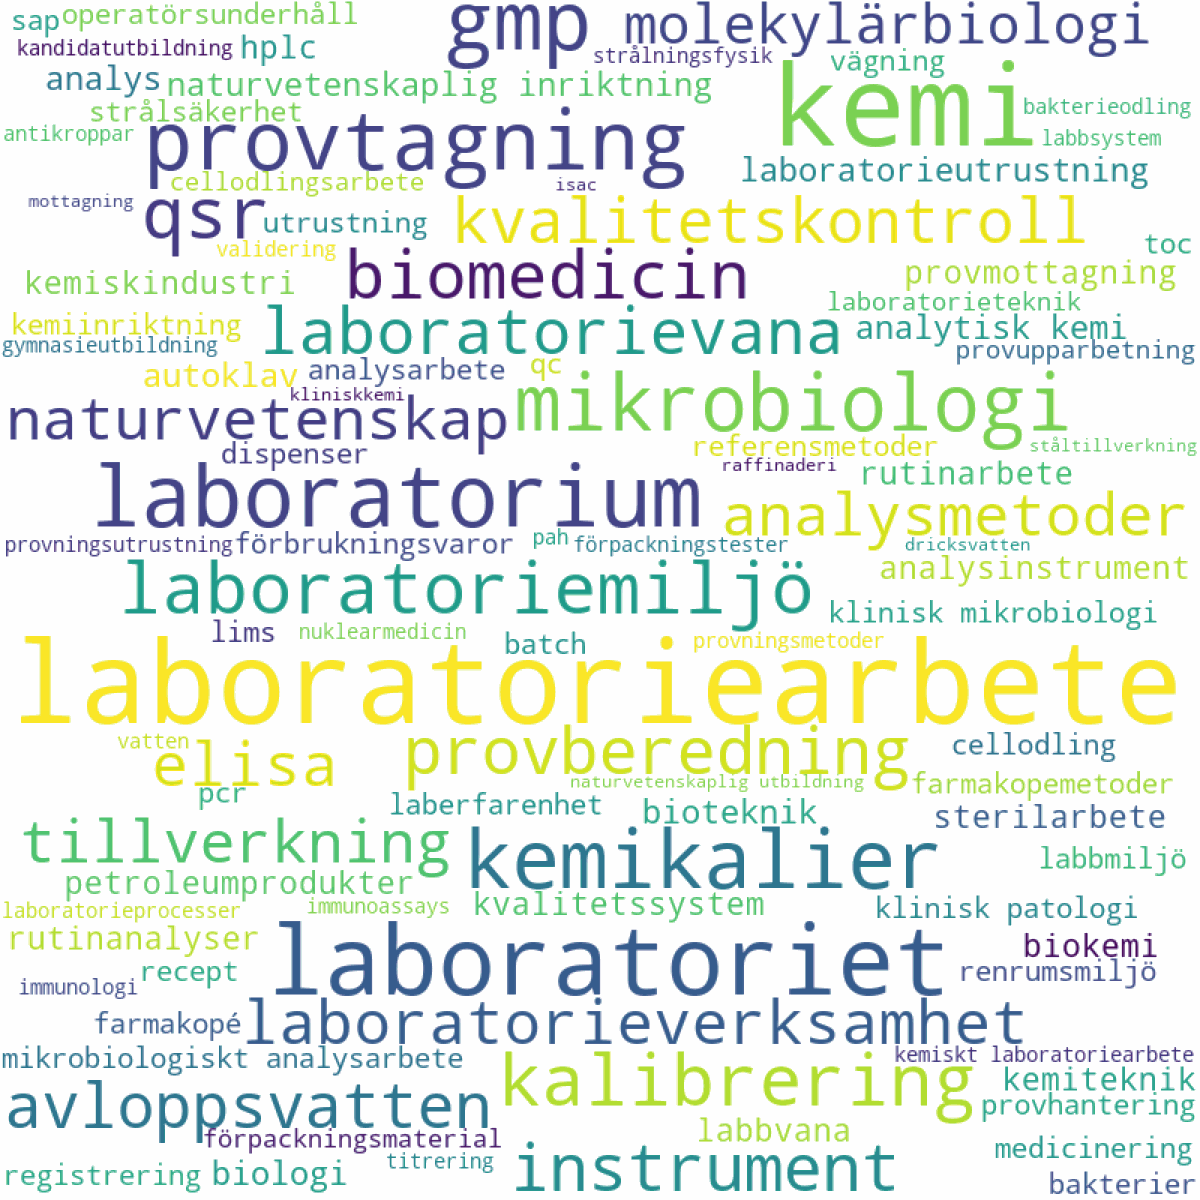 sap operatörsunderhåll gmp molekylärbiologi
kandidatutbildning hplc strålningsfysik vägning
analys naturvetenskaplig inriktning kemi
strålsäkerhet bakterieodling
antikroppar provtagning labbsystem
cellodlingsarbete isac laboratorieutrustning
mottagning qsr utrustning kvalitetskontroll
validering toc
kemiskindustri biomedicin provmottagning
laboratorieteknik
kemiinriktning laboratorievana analytisk kemi
gymnasieutbildning provupparbetning
autoklav analysarbete qc
kliniskkemi mikrobiologi
naturvetenskap
dispenser referensmetoder ståltillverkning
raffinaderi rutinarbete
laboratorium analysmetoder
provningsutrustning förbrukningsvaror pah förpackningstester dricksvatten
analysinstrument
laboratoriemiljö klinisk mikrobiologi
lims nuklearmedicin batch provningsmetoder
laboratoriearbete
vatten elisa provberedning cellodling
naturvetenskaplig utbildning farmakopemetoder
pcr laberfarenhet bioteknik sterilarbete
tillverkning kemikalier labbmiljö
petroleumprodukter
laboratorieprocesser immunoassays kvalitetssystem klinisk patologi
rutinanalyser biokemi
recept laboratoriet renrumsmiljö
immunologi
farmakopé laboratorieverksamhet
mikrobiologiskt analysarbete kemiskt laboratoriearbete
kalibrering kemiteknik
avloppsvatten provhantering
förpackningsmaterial labbvana medicinering
registrering biologi titrering instrument bakterier